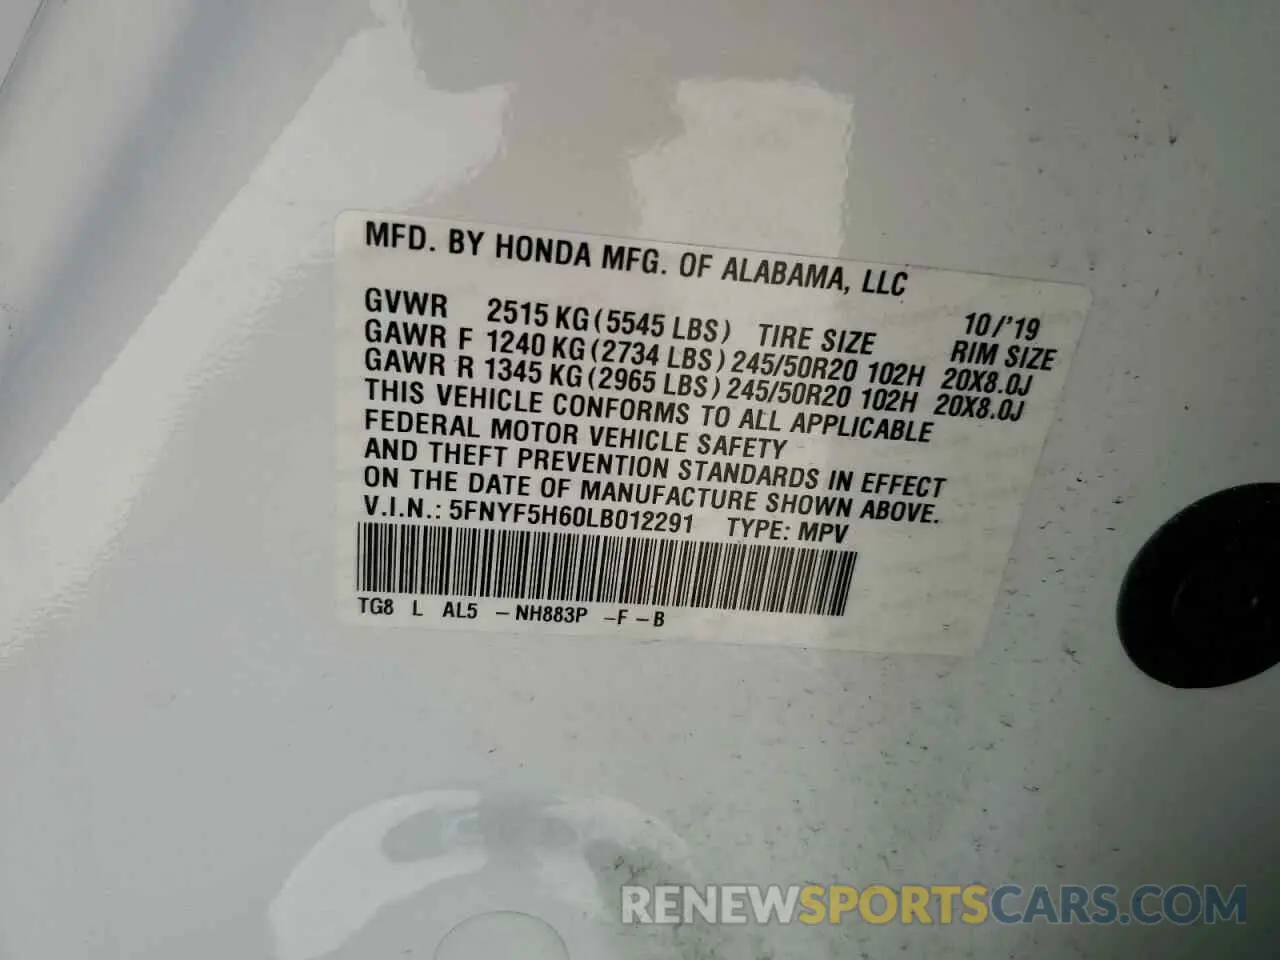 MFD. BY HONDA MFG. OF ALABAMA, LLC
10/'19
GVWR 2515 KG (5545 LBS) TIRE SIZE RIM SIZE
GAWR F 1240 KG (2734 LBS) 245/50R20 102H 20X8.0J
GAWR R 1345 KG (2965 LBS) 245/50R20 102H 20X8.0J
THIS VEHICLE CONFORMS TO ALL APPLICABLE
FEDERAL MOTOR VEHICLE SAFETY
AND THEFT PREVENTION STANDARDS IN EFFECT
ON THE DATE OF MANUFACTURE SHOWN ABOVE.
V.I.N.: 5FNYF5H60LB012291 TYPE: MPV
TG8 L AL5 -NH883P -F-B
RENEWSPORTSCARS.COM